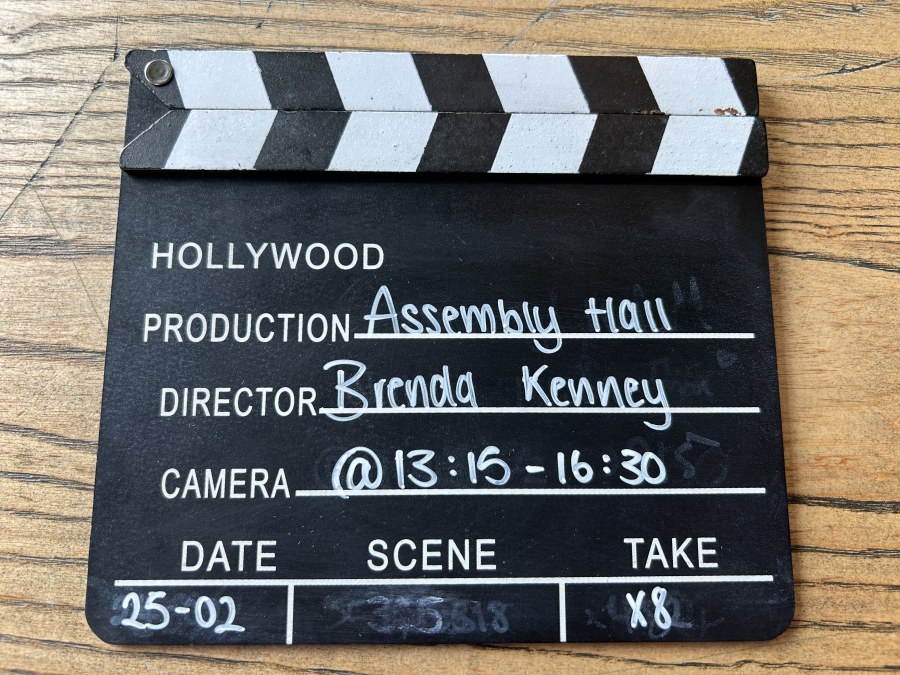 HOLLYWOOD
PRODUCTION Assembly Hall
DIRECTOR Brenda Kenney
CAMERA @13:15-16:30
DATE SCENE TAKE
25-02 x8